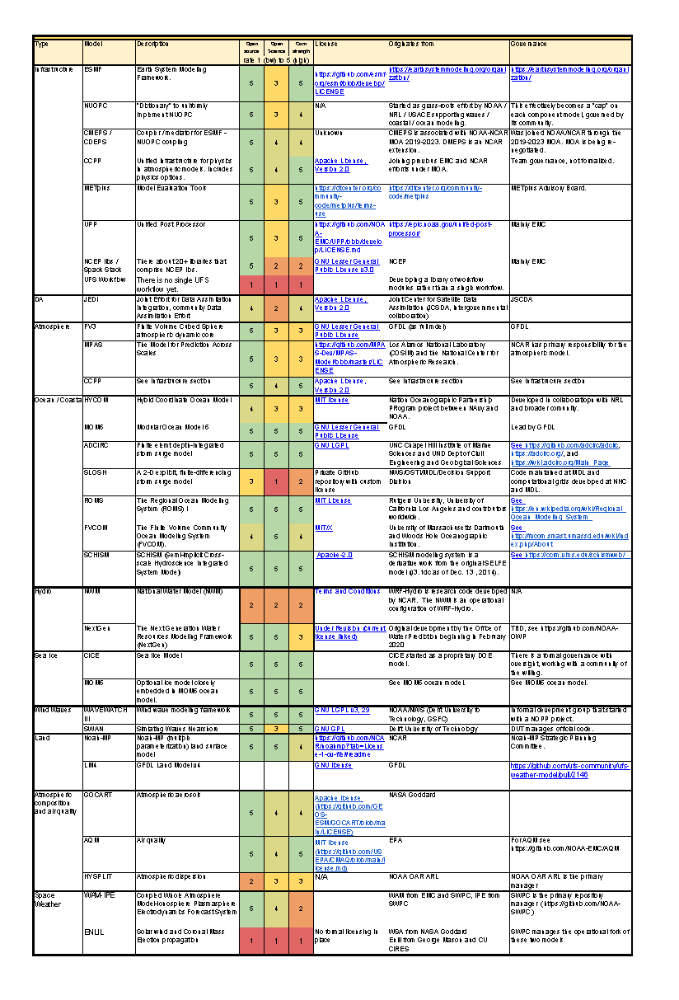 Type Model Description Open source Open Science Com strength License Originates from Governance
rate 1 (low) to 5 (high)
Infrastructure ESMF Earth System Modeling Framework. 5 3 5 https://github.com/esmf-org/esmf/blob/develop/LICENSE https://earthsystemmodeling.org/organization/ https://earthsystemmodeling.org/organization/
NUOPC "Dictionary" to uniformly implement NUOPC 5 3 4 N/A Started as grass-roots effort by NOAA / NRL / USACE supporting waves / coastal / ocean modeling. This effectively becomes a "cap" on each component model, governed by its community.
CMEPS / CDEPS Coupler / mediator for ESMF - NUOPC coupling 5 4 4 Unknown CMEPS is associated with NOAA-NCAR MOA 2019-2023. DMEPS is an NCAR extension. Was joined NOAA/NCAR through the 2019-2023 MOA. MOA is being re-negotiated.
CCPP Unified Infrastructure for physics in atmospheric models. Includes physics options. 5 4 5 Apache License, Version 2.0 Joining previous EMC and NCAR efforts under MOA. Team governance, not formalized.
METplus Model Evaluation Tools 5 3 5 https://dtcenter.org/community-code/metplus/terms-use https://dtcenter.org/community-code/metplus METplus Advisory Board.
UPP Unified Post Processor 5 3 5 https://github.com/NOAA-EMC/UPP/blob/develop/LICENSE.md https://epic.noaa.gov/unified-post-processor/ Mainly EMC
NCEP libs / Spack Stack There about 20+ libraries that comprise NCEP libs. 5 2 2 GNU Lesser General Public License v3.0 NCEP Mainly EMC
UFS Workflow There is no single UFS workflow yet. 1 1 1 Developing a library of workflow modules rather than a single workflow.
DA JEDI Joint Effort for Data Assimilation Integration, community Data Assimilation Effort 4 2 4 Apache License, Version 2.0 Joint Center for Satellite Data Assimilation (JCSDA, Intergovernmental collaboration) JSCDA
Atmosphere FV3 Finite Volume Cubed Sphere atmospheric dynamic core 5 3 3 GNU Lesser General Public License GFDL (as full model) GFDL
MPAS The Model for Prediction Across Scales 5 3 3 https://github.com/MPAS-Dev/MPAS-Model/blob/master/LICENSE Los Alamos National Laboratory (COSIM) and the National Center for Atmospheric Research. NCAR has primary responsibility for the atmospheric model.
CCPP See Infrastrucure section 5 4 5 Apache License, Version 2.0 See Infrastrucure section See Infrastrucure section
Ocean / Coastal HYCOM Hybid Coordinate Ocean Model 4 3 3 MIT license Nation Oceanographic Partnership PRogram project between NAvy and NOAA. Developed in collaboratiopn with NRL and broader comunity.
MOM6 Modular Ocean Model 6 5 5 5 GNU Lesser General Public License GFDL Lead by GFDL
ADCIRC Finite elemt depth-integrated storm surge model 5 5 5 GNU LGPL UNC Chapel Hill Institute of Marine Sciences and UND Dept of Civil Engineering and Geological Sciences See https://github.com/adcirc/adcirc, https://adcirc.org/, and https://wiki.adcirc.org/Main_Page
SLOSH A 2-D explicit, finite-differencing storm surge model 3 1 2 Private GitHub repository with custom license NWS/OSTI/MDL/Decision Support Division Code maintained at MDL and computational grids developed at NHC and MDL.
ROMS The Regional Ocean Modeling System (ROMS) I 5 5 5 MIT License Rutgers University, University of California Los Angeles and contributors worldwide. See https://en.wikipedia.org/wiki/Regional_Ocean_Modeling_System
FVCOM The Finite Volume Community Ocean Modeling System (FVCOM). 4 5 4 MIT/X University of Massachusetts Dartmouth and Woods Hole Oceanographic Institution. See http://fvcom.smast.umassd.edu/wki/index.php/About
SCHISM SCHISM (Semi-Implicit Cross-scale Hydroscience Integrated System Model) 5 5 5 Apache-2.0 SCHISM modeling system is a derivative work from the original SELFE model (v3.1dc as of Dec. 13, 2014). See https://ccrm.vims.edu/schismweb/
Hydro NWM National Water Model (NWM) 2 2 2 Terms and Conditions WRF-Hydro is research code developed by NCAR. The NWM is an operational configuration of WRF-Hydro. N/A
NextGen The Next Generation Water Resources Modeling Framework (NextGen) 5 5 3 Under Revision (current license linked) Original development by the Office of Water Prediction beginning in February 2020 TBD, see https://github.com/NOAA-OWP
Sea Ice CICE Sea Ice Model 5 5 5 CICE started as a proprietary DOE model. There is a formal governance with oversight, working with a community of the willing.
MOM6 Optional ice model closely embedded in MOM6 ocean model. 5 5 5 See MOM6 ocean model. See MOM6 ocean model.
Wind Waves WAVEWATCH III Wind wave modeling framework 5 5 5 GNU LGPL v3, 29 NOAA/NWS (Delft University fo Technology, GSFC) Informal development group that started with a NOPP project.
SWAN Simlating Waves Nearshore 5 3 5 GNU GPL Delft University of Technology DUT manages official code.
Land Noah-MP Noah-MP (multiple parameterization) land surface model 5 5 4 https://github.com/NCAR/noahmp?tab=License-1-ov-file#readme NCAR Noah-MP Strategic Planning Committee.
LM4 GFDL Land Model v4 GNU license GFDL https://github.com/ufs-community/ufs-weather-model/pull/2146
Atmospheric composition and air quality GOCART Atmospheric aerosols 5 4 4 Apache license (https://github.com/GEOS-ESM/GOCART/blob/main/LICENSE) NASA Goddard
AQM Air quality 5 4 5 MIT license (https://github.com/USEPA/CMAQ/blob/main/license.md) EPA For AQM see https://github.com/NOAA-EMC/AQM
HYSPLIT Atmospheric dispersion 2 3 3 N/A NOAA OAR ARL NOAA OAR ARL is the primary manager
Space Weather WAM-IPE Coupled Whole Atmosphere Model-Ionosphere Plasmasphere Electrodynamics Forecast System 5 4 2 WAM from EMC and SWPC, IPE from SWPC SWPC is the primary repository manager (https://github.com/NOAA-SWPC)
ENLIL Solar wind and Coronal Mass Ejection propagation 1 1 1 No formal licensing in place WSA from NASA Goddard Enlil from George Mason and CU CIRES SWPC manages the operational fork of these two models